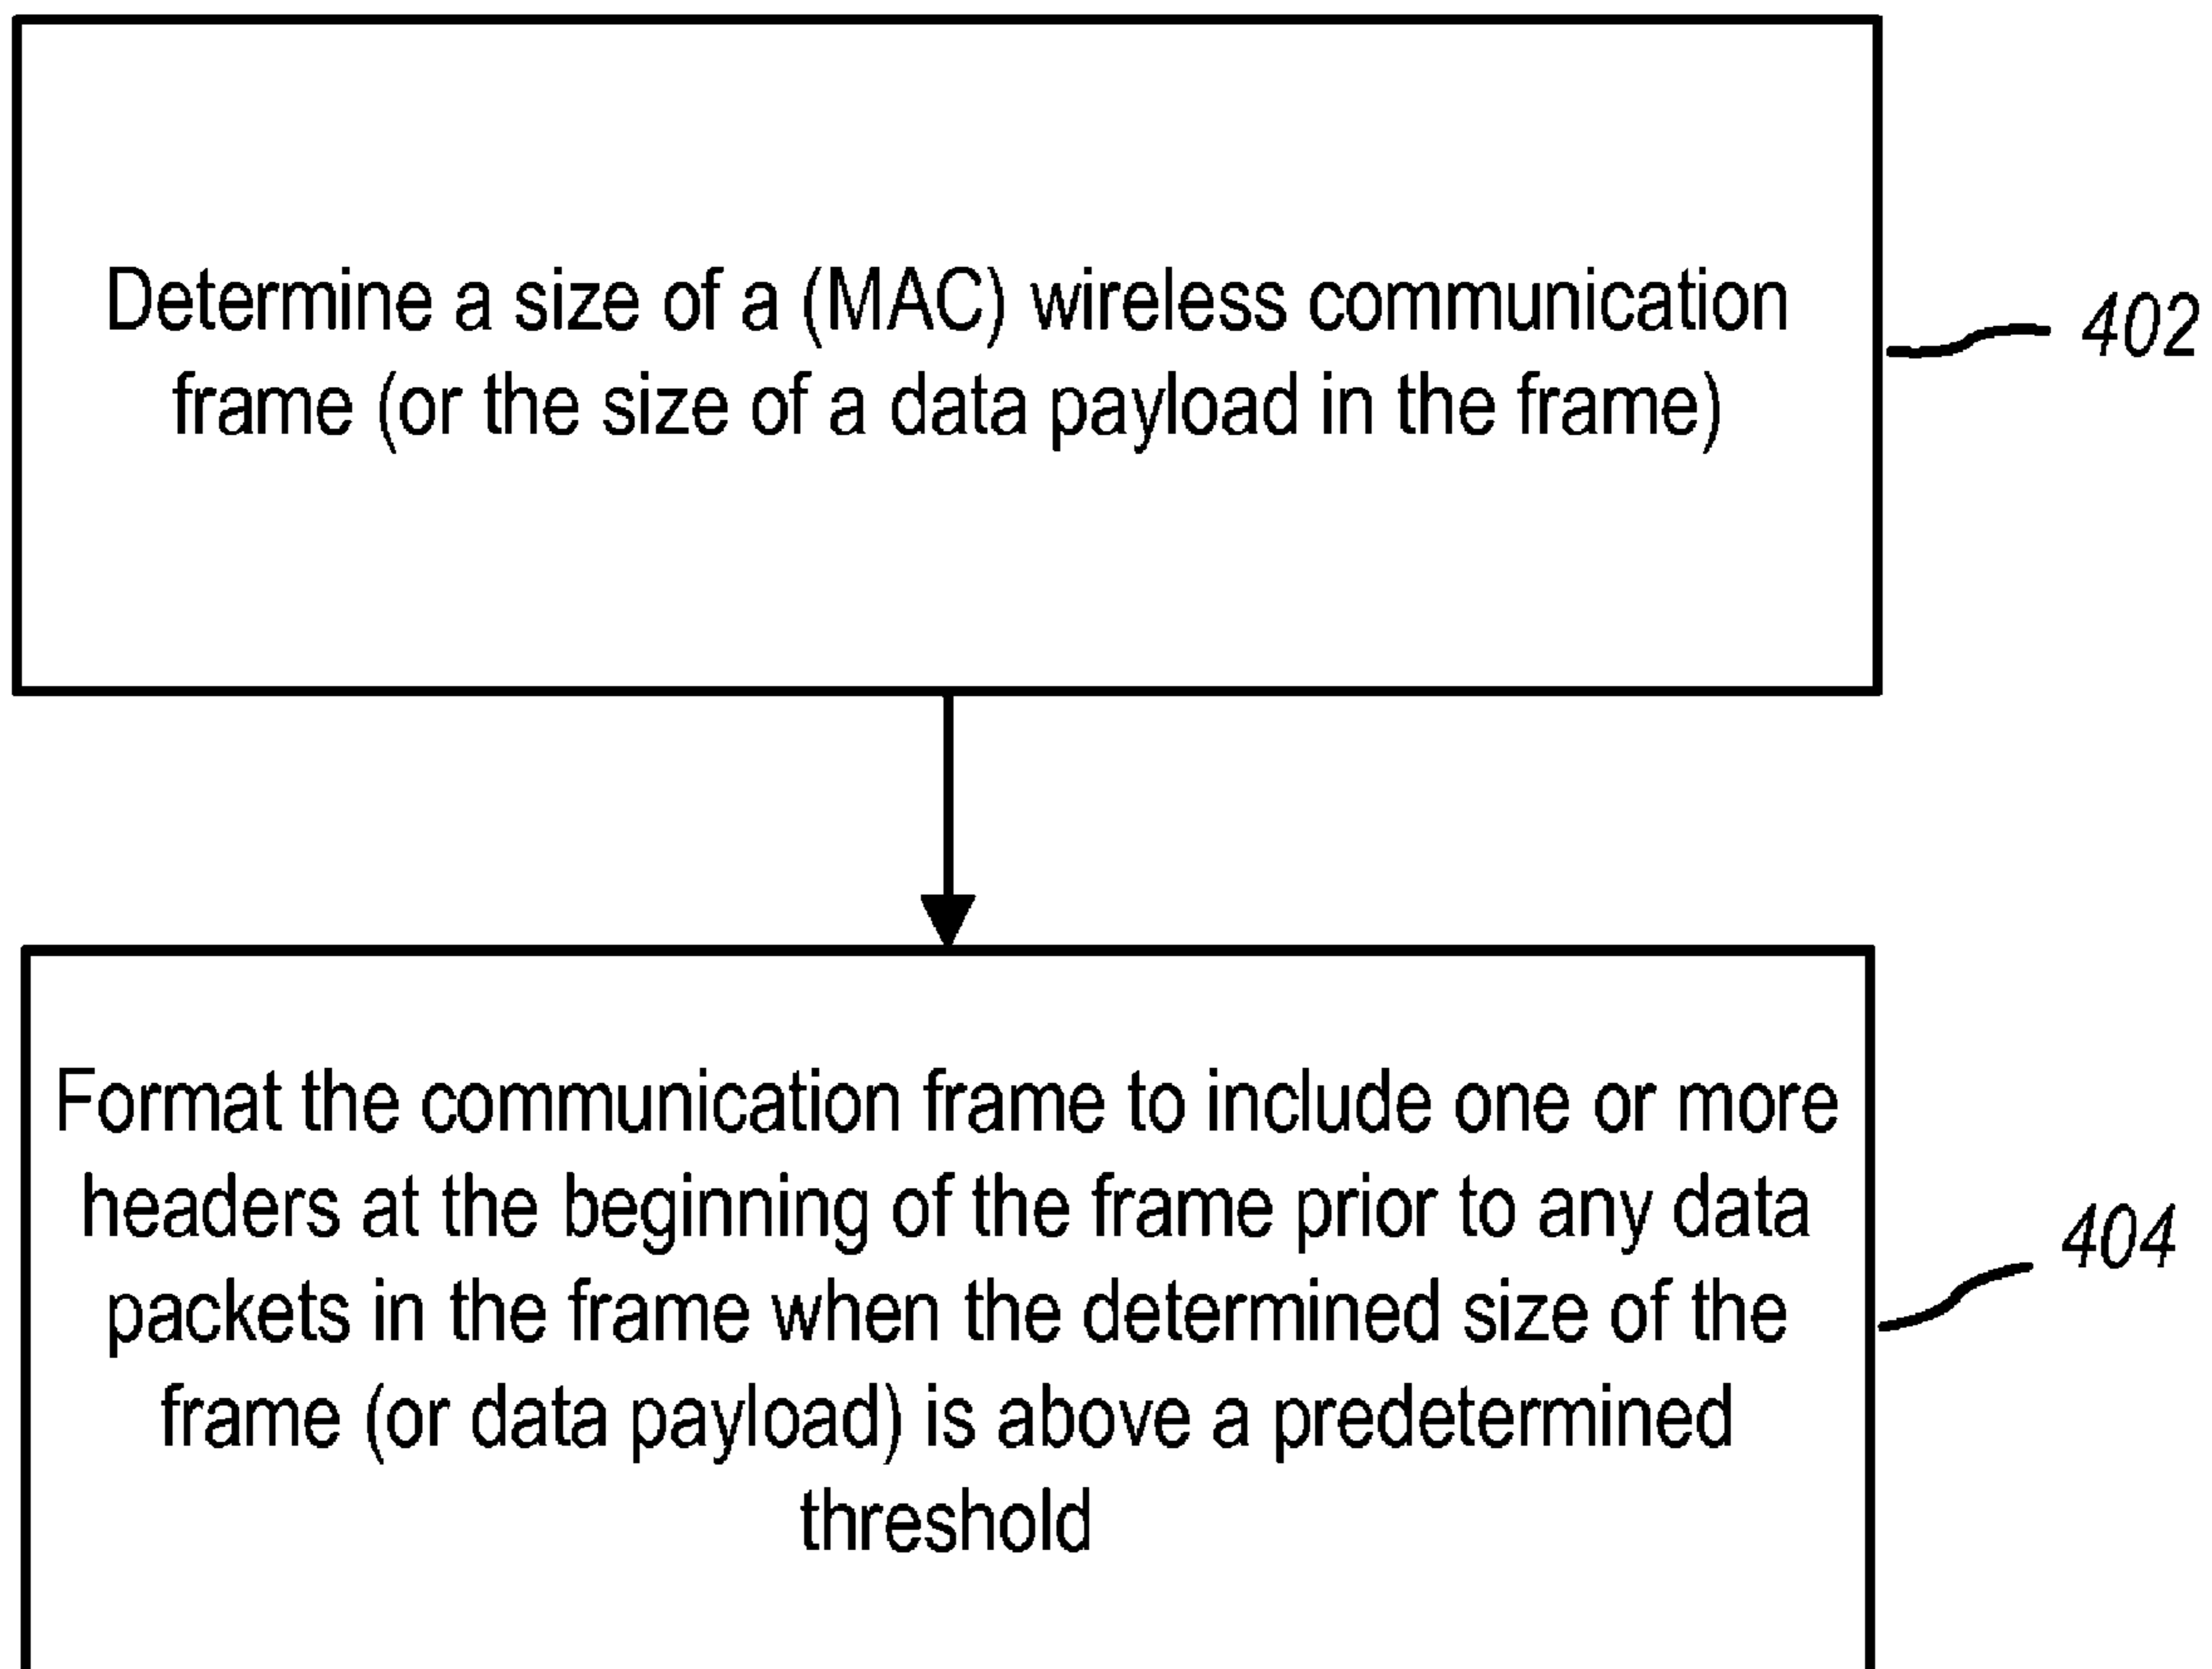 Determine a size of a (MAC) wireless communication
frame (or the size of a data payload in the frame)
402
Format the communication frame to include one or more
headers at the beginning of the frame prior to any data
packets in the frame when the determined size of the
frame (or data payload) is above a predetermined
threshold
404